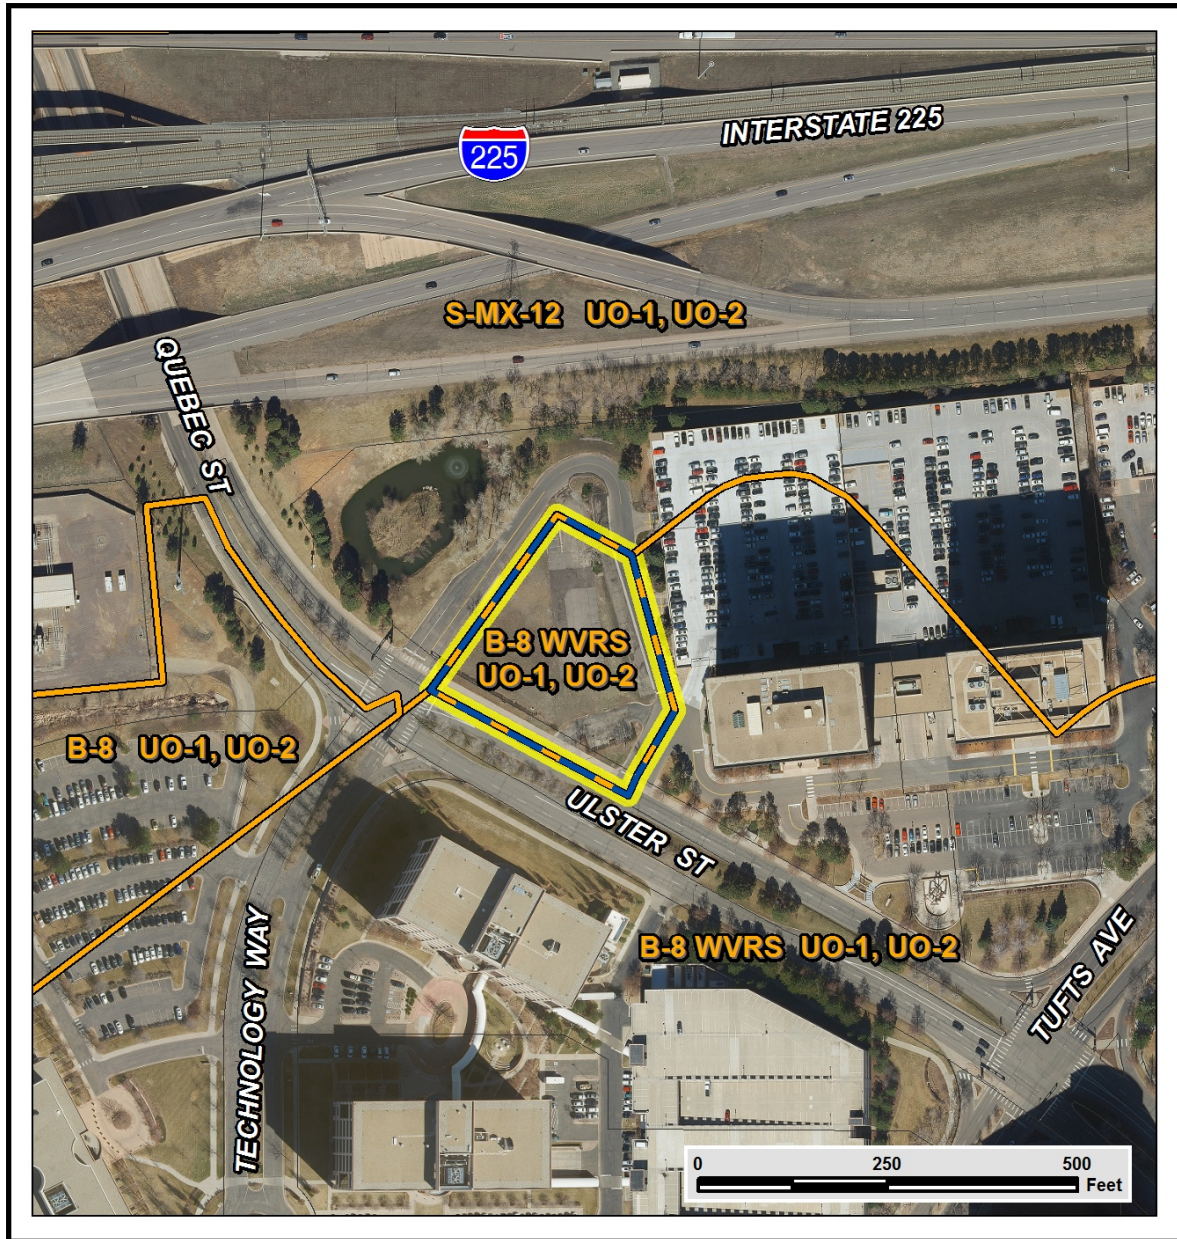 INTERSTATE 225
225
S-MX-12 UO-1, UO-2
QUEBEC ST
B-8 WVRS
UO-1, UO-2
B-8 UO-1, UO-2
ULSTER ST
TECHNOLOGY WAY
B-8 WVRS UO-1, UO-2
TUFTS AVE
0 250 500
Feet